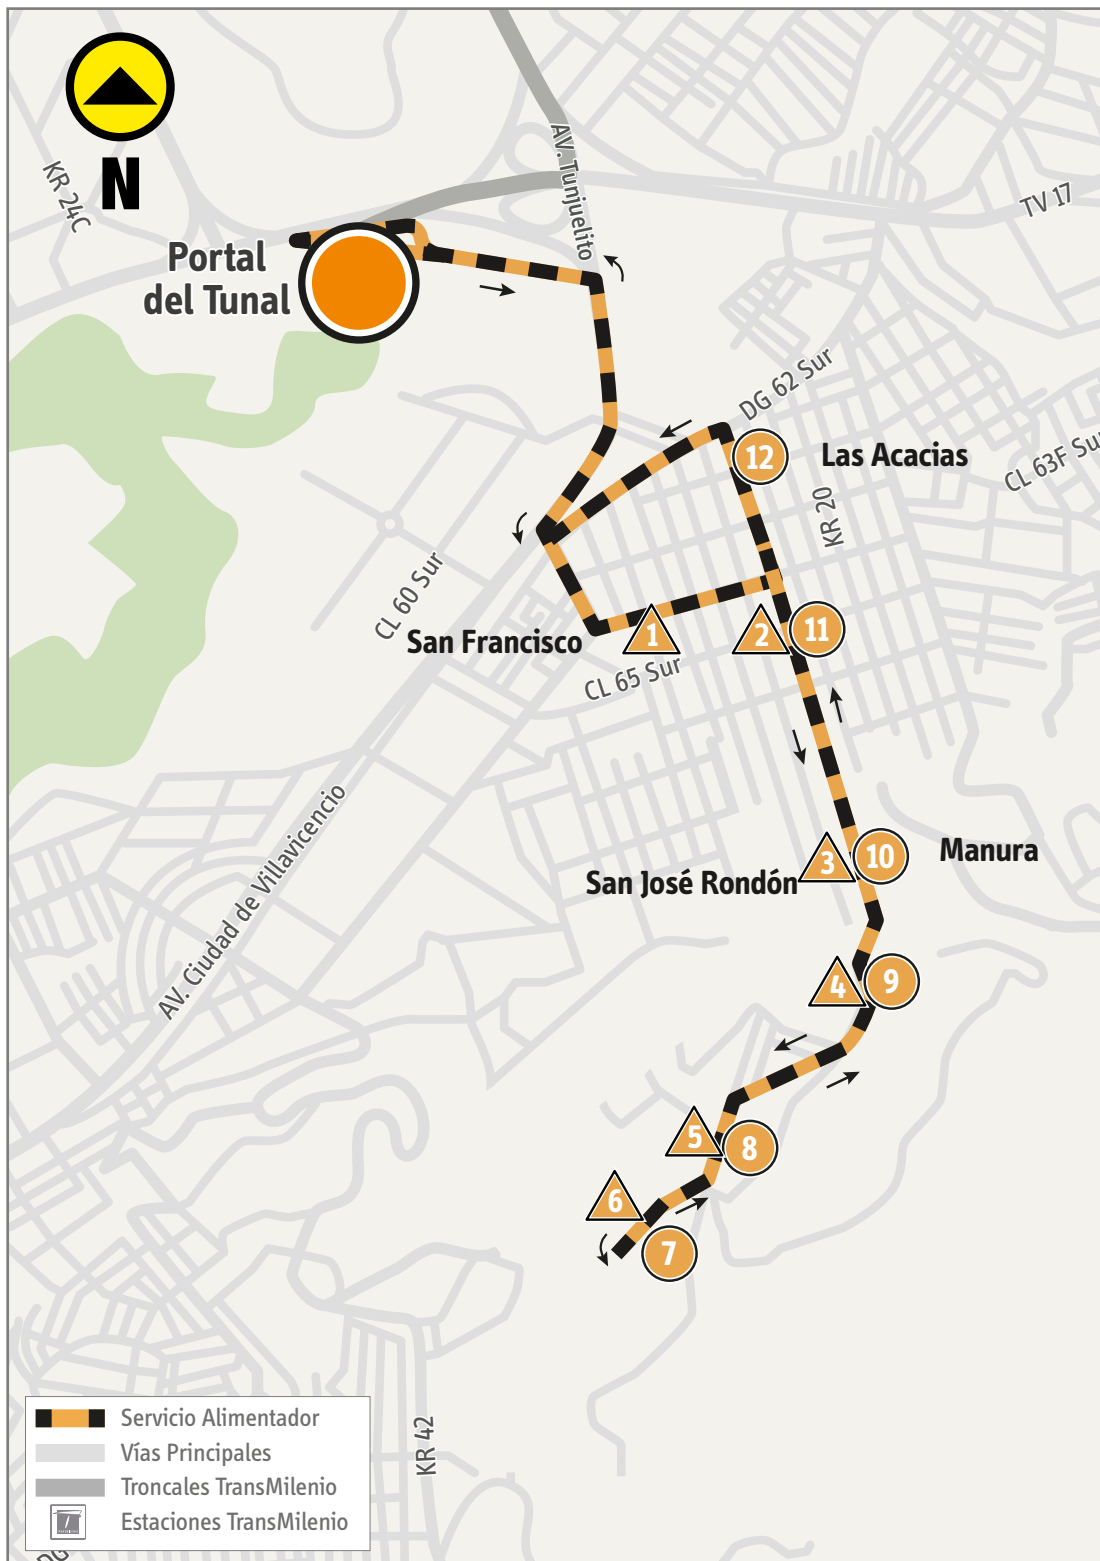 N
KR 24C
AV. Tunjuelito
TV 17
Portal
del Tunal
DG 62 Sur
12
Las Acacias
CL 63F Sur
KR 20
CL 60 Sur
San Francisco
1
2
11
CL 65 Sur
AV. Ciudad de Villavicencio
3
10
Manura
San José Rondón
4
9
5
8
6
7
KR 42
Servicio Alimentador
Vías Principales
Troncales TransMilenio
Estaciones TransMilenio
DG